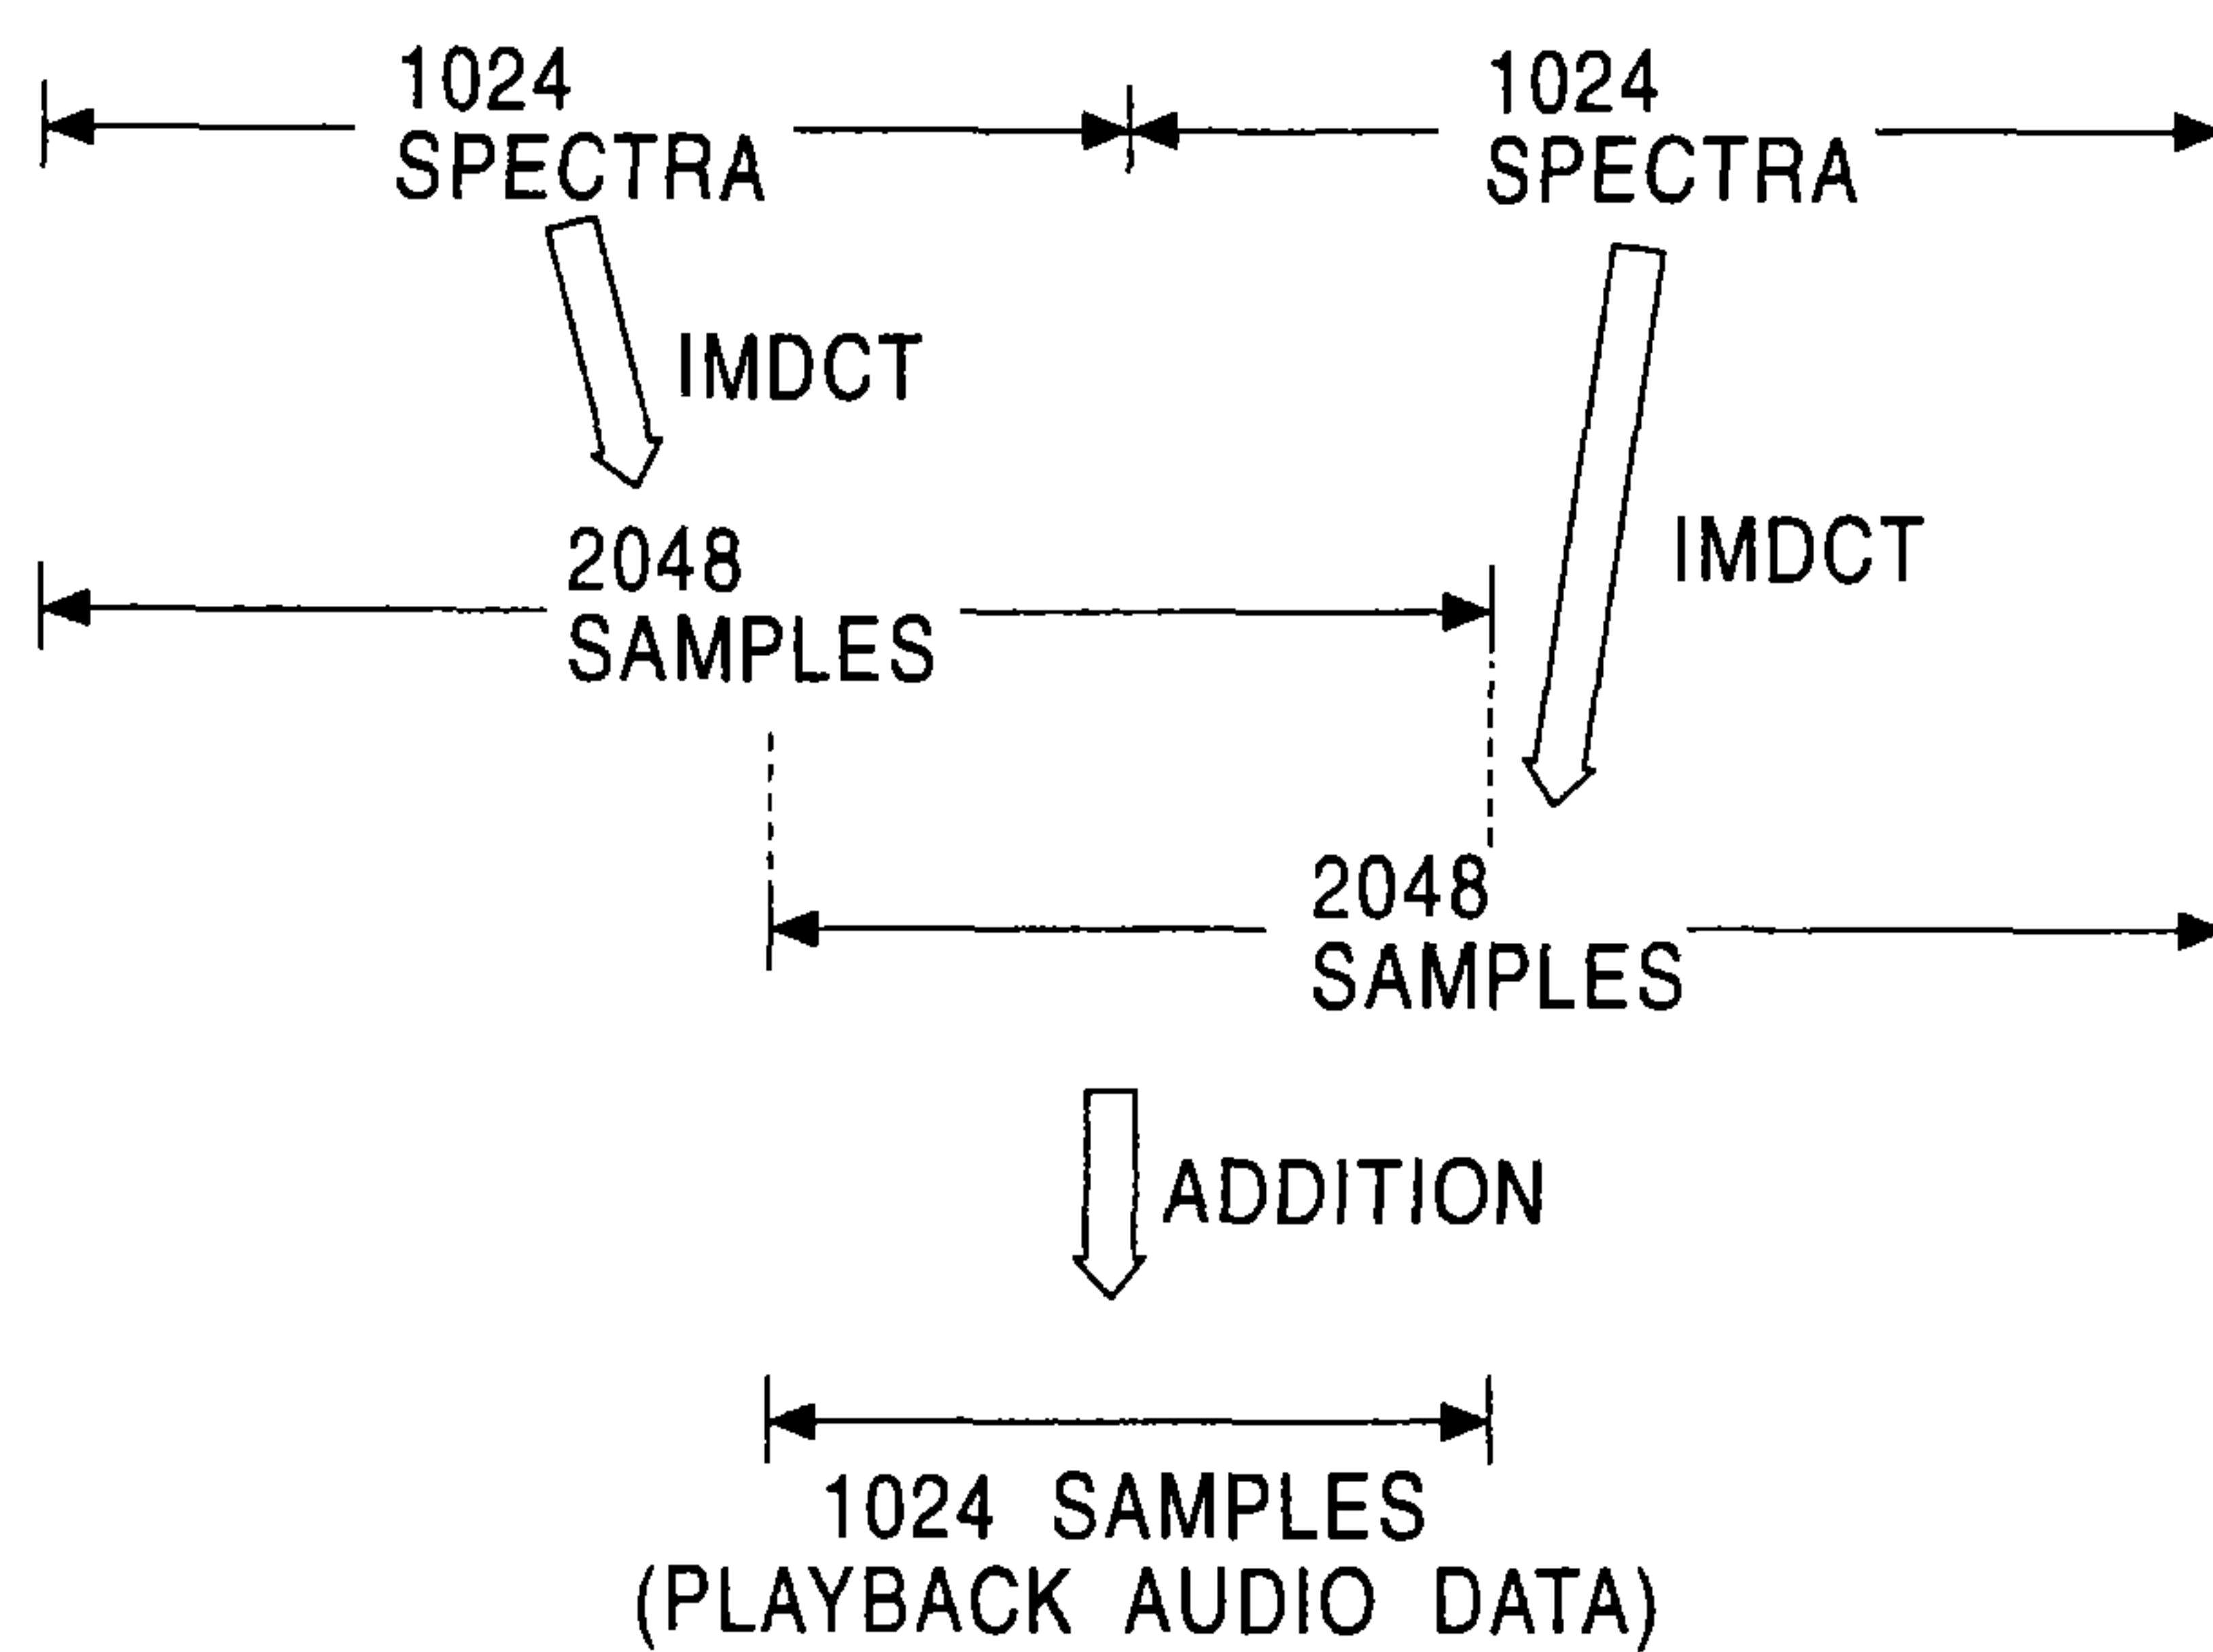 1024
SPECTRA
1024
SPECTRA
IMDCT
IMDCT
2048
SAMPLES
2048
SAMPLES
ADDITION
1024 SAMPLES
(PLAYBACK AUDIO DATA)